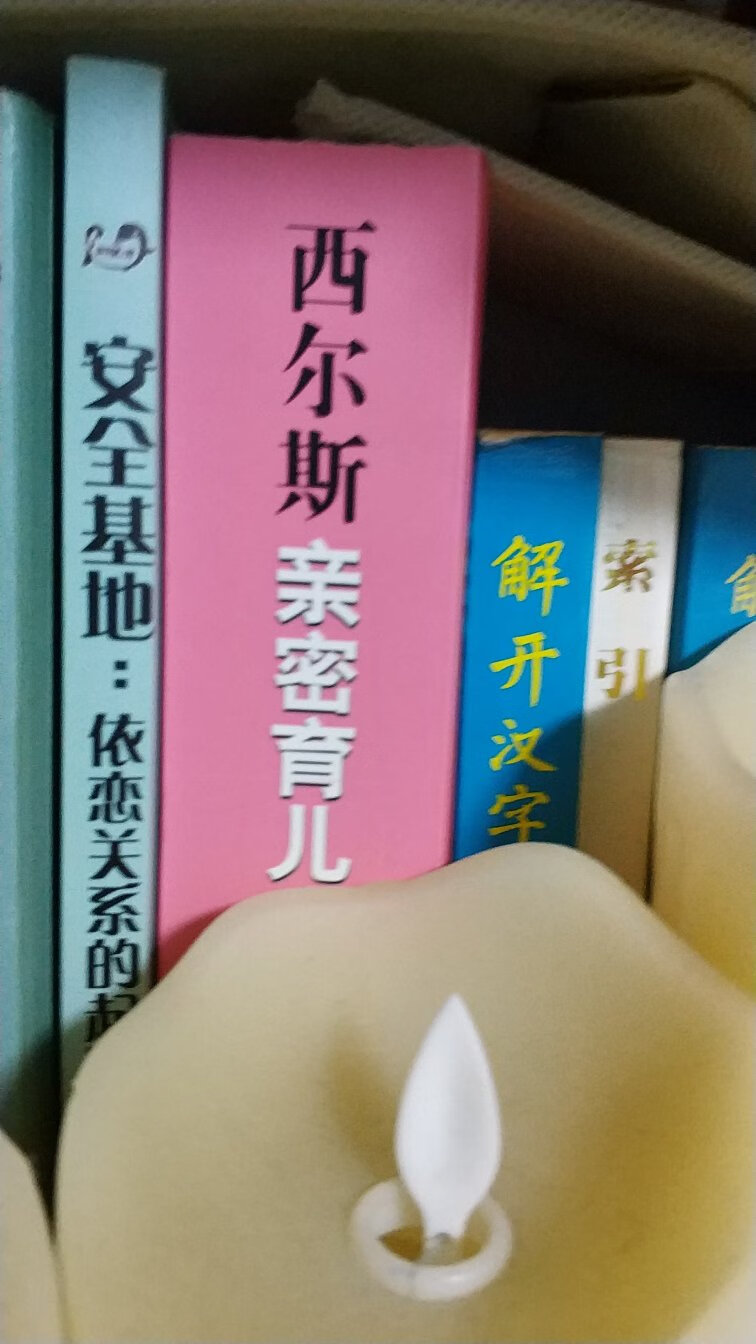 安全基地：依恋关系的起
西尔斯亲密育儿
解开汉字
索引